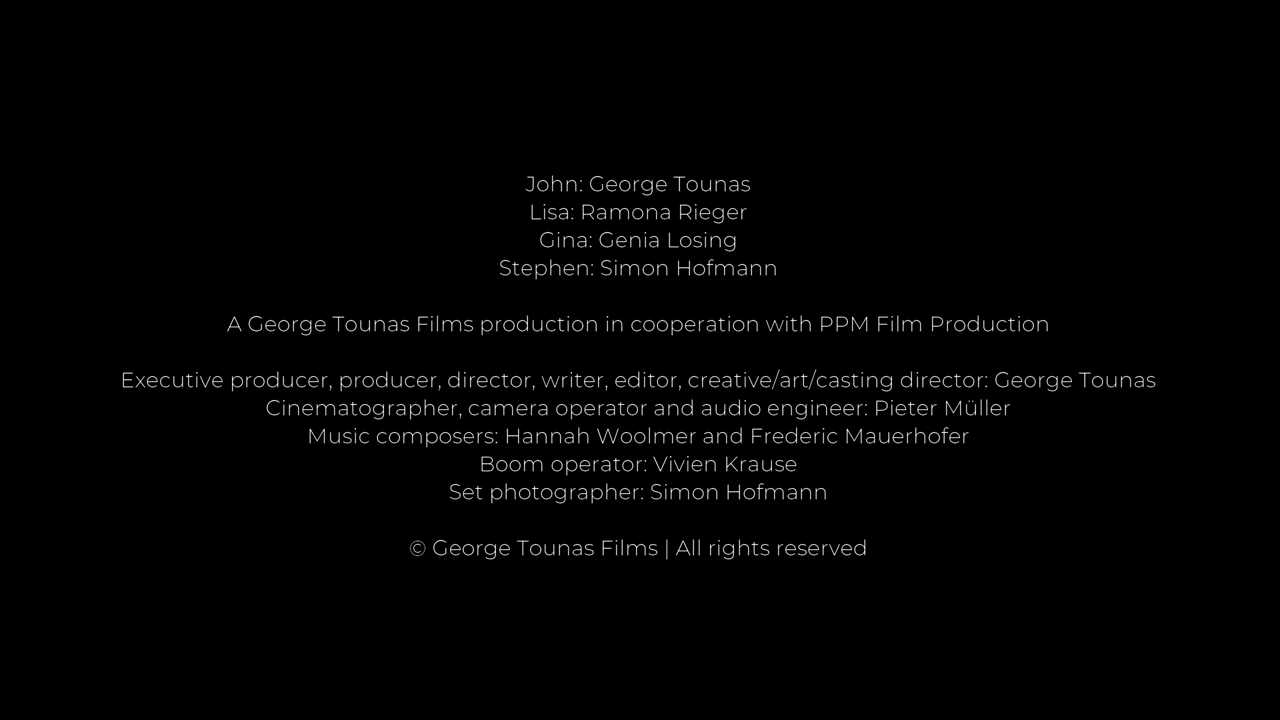 John: George Tounas
Lisa: Ramona Rieger
Gina: Genia Losing
Stephen: Simon Hofmann
A George Tounas Films production in cooperation with PPM Film Production
Executive producer, producer, director, writer, editor, creative/art/casting director: George Tounas
Cinematographer, camera operator and audio engineer: Pieter Müller
Music composers: Hannah Woolmer and Frederic Mauerhofer
Boom operator: Vivien Krause
Set photographer: Simon Hofmann
© George Tounas Films | All rights reserved